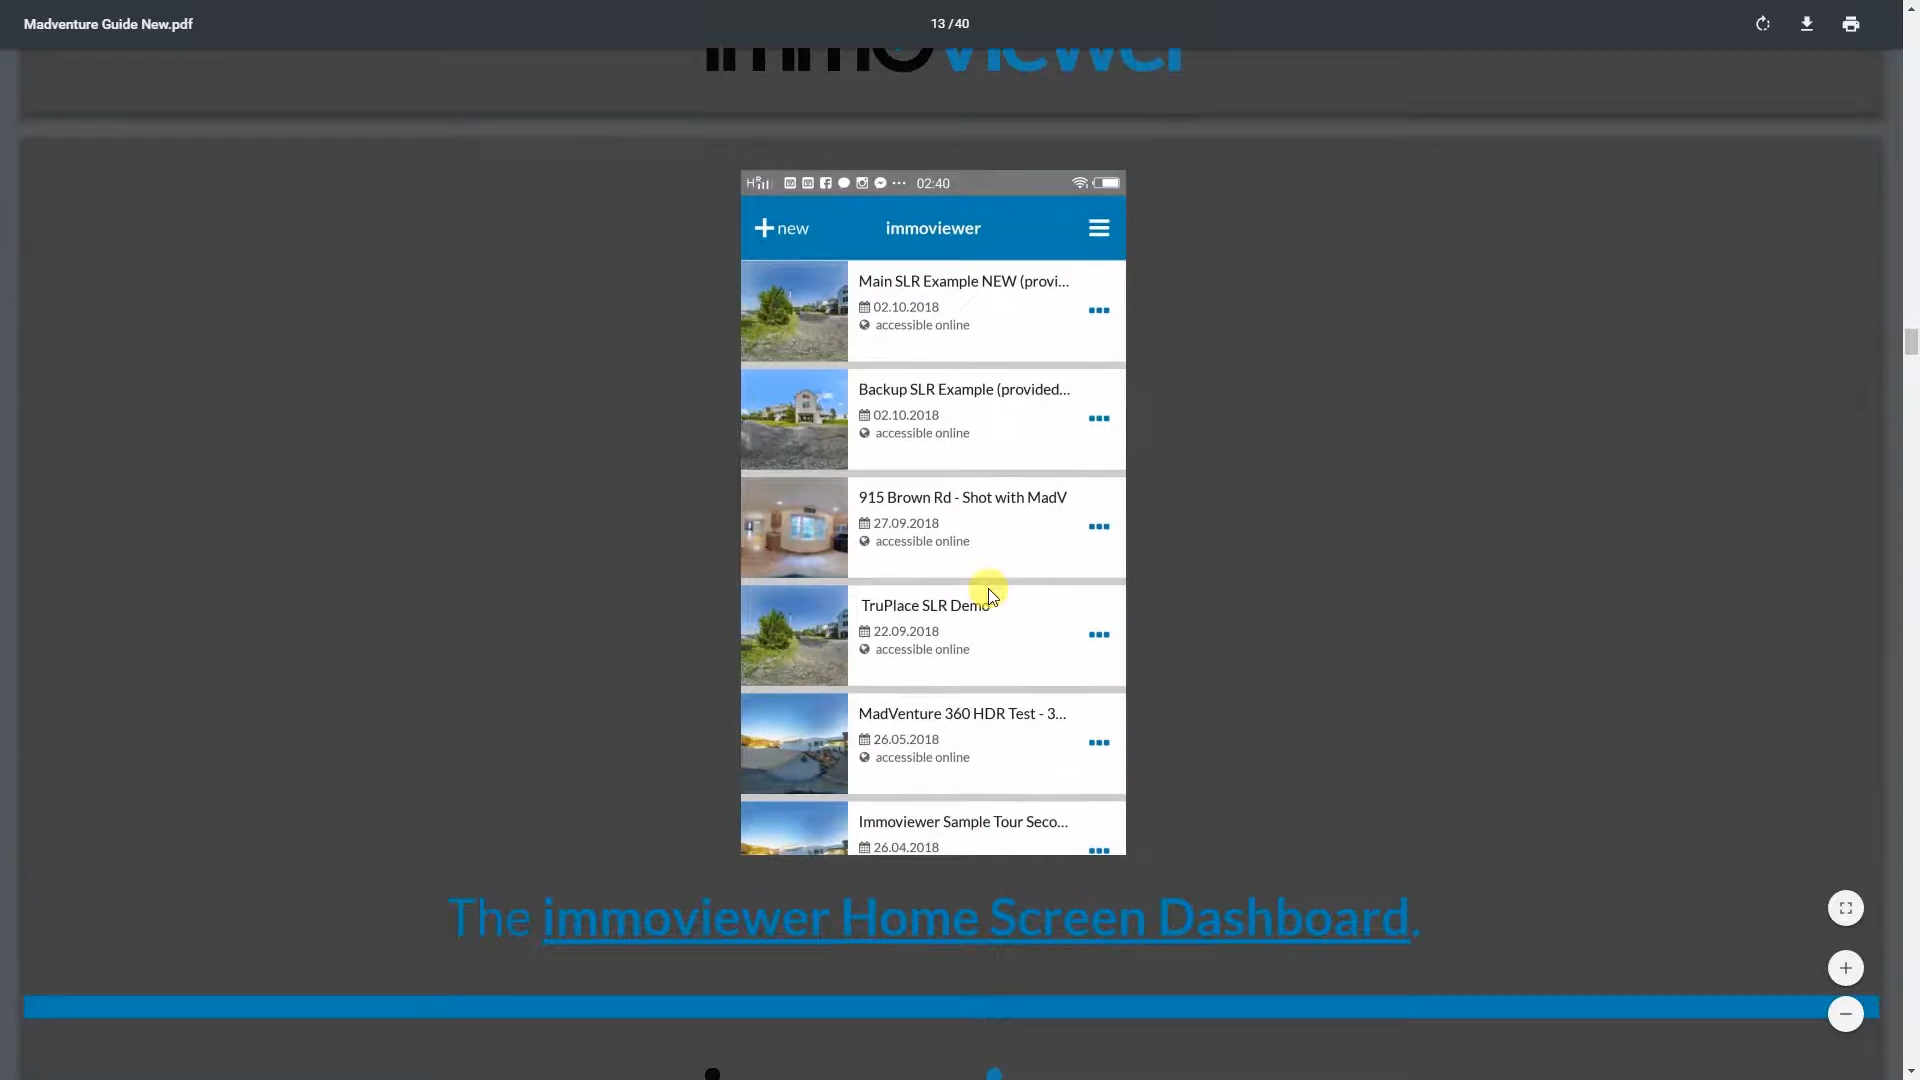 Madventure Guide New.pdf
13 / 40
immoviewer
02:40
+ new
immoviewer
Main SLR Example NEW (provi...
02.10.2018
accessible online
Backup SLR Example (provided...
02.10.2018
accessible online
915 Brown Rd - Shot with MadV
27.09.2018
accessible online
TruPlace SLR Demo
22.09.2018
accessible online
MadVenture 360 HDR Test - 3...
26.05.2018
accessible online
Immoviewer Sample Tour Seco...
26.04.2018
The immoviewer Home Screen Dashboard.